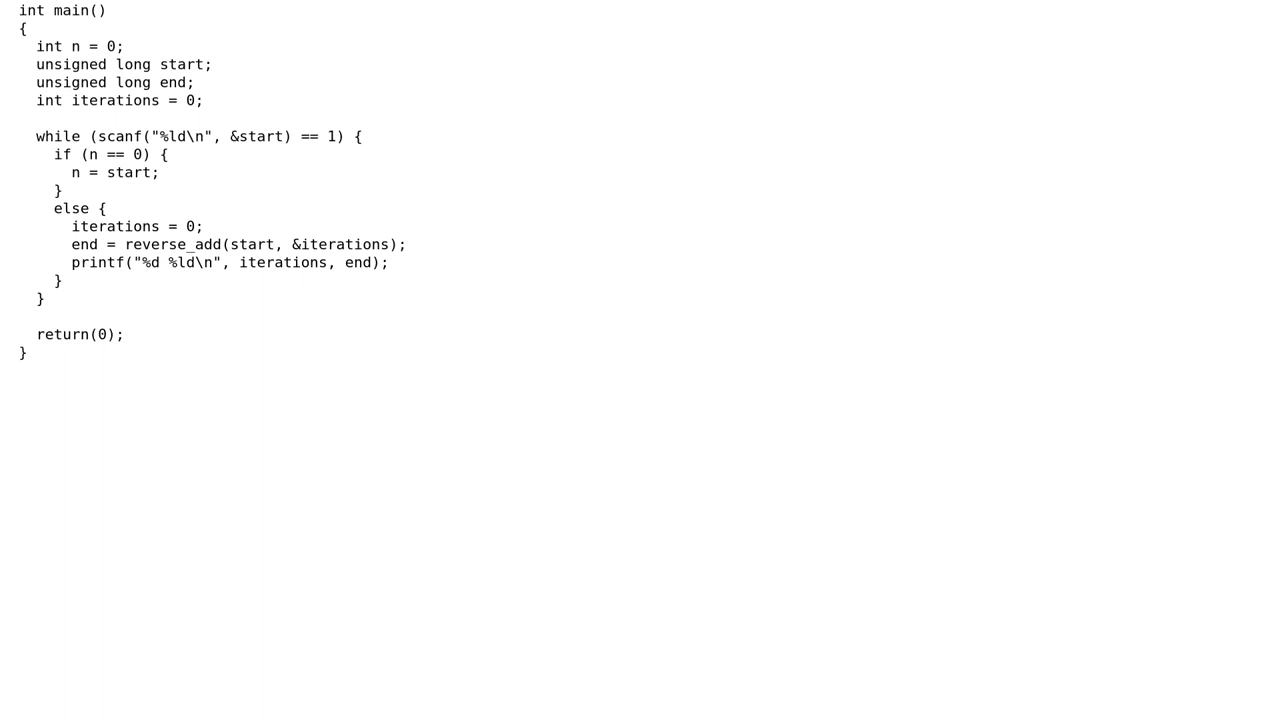 int main()
{
  int n = 0;
  unsigned long start;
  unsigned long end;
  int iterations = 0;

  while (scanf("%ld\n", &start) == 1) {
    if (n == 0) {
      n = start;
    }
    else {
      iterations = 0;
      end = reverse_add(start, &iterations);
      printf("%d %ld\n", iterations, end);
    }
  }

  return(0);
}